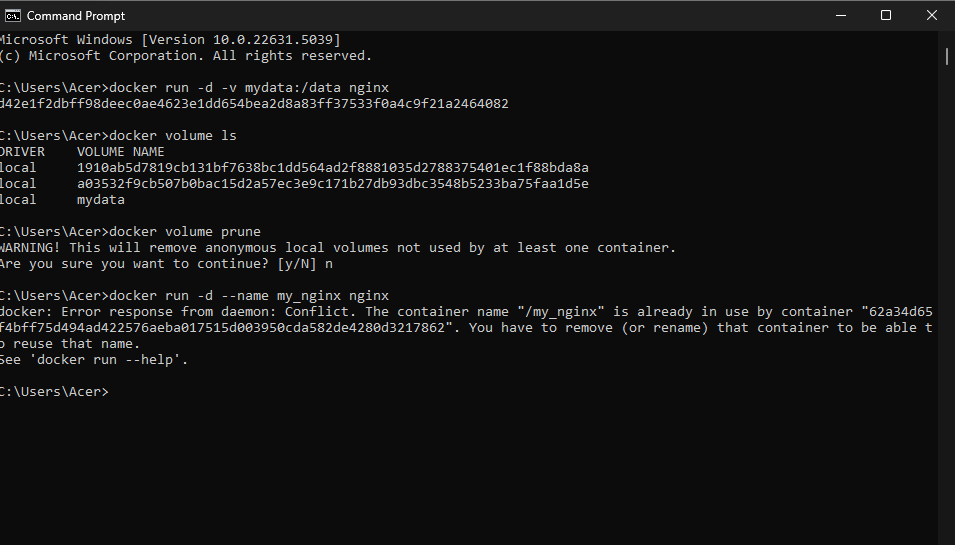 Command Prompt
Microsoft Windows [Version 10.0.22631.5039]
(c) Microsoft Corporation. All rights reserved.
C:\Users\Acer>docker run -d -v mydata:/data nginx
d42e1f2dbff98deec0ae4623e1dd654bea2d8a83ff37533f0a4c9f21a2464082
C:\Users\Acer>docker volume ls
DRIVER    VOLUME NAME
local     1910ab5d7819cb131bf7638bc1dd564ad2f8881035d2788375401ec1f88bda8a
local     a03532f9cb507b0bac15d2a57ec3e9c171b27db93dbc3548b5233ba75faa1d5e
local     mydata
C:\Users\Acer>docker volume prune
WARNING! This will remove anonymous local volumes not used by at least one container.
Are you sure you want to continue? [y/N] n
C:\Users\Acer>docker run -d --name my_nginx nginx
docker: Error response from daemon: Conflict. The container name "/my_nginx" is already in use by container "62a34d65
f4bff75d494ad422576aeba017515d003950cda582de4280d3217862". You have to remove (or rename) that container to be able t
o reuse that name.
See 'docker run --help'.
C:\Users\Acer>